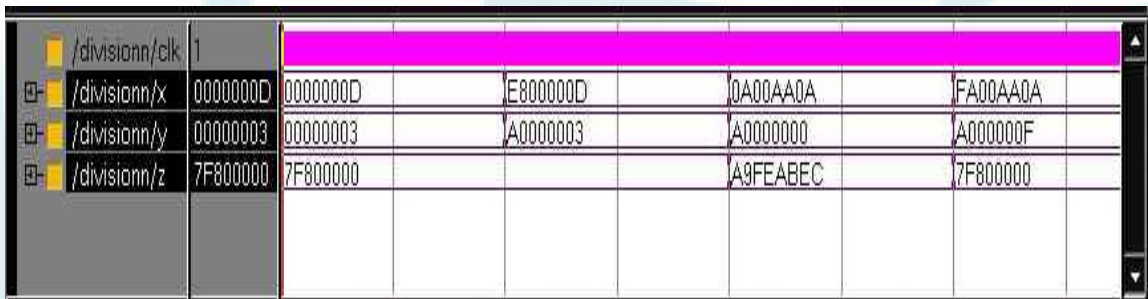 /divisionn/clk 1
/divisionn/x 0000000D 0000000D E800000D 0A00AA0A FA00AA0A
/divisionn/y 00000003 00000003 A0000003 A0000000 A000000F
/divisionn/z 7F800000 7F800000 A9FEABEC 7F800000